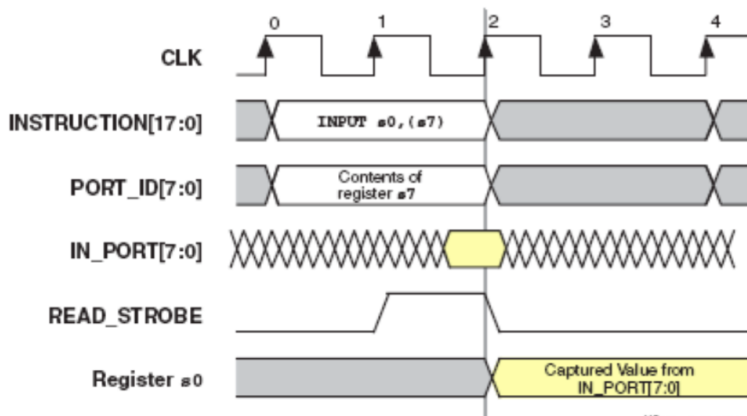 0 1 2 3 4
CLK
INSTRUCTION[17:0] INPUT s0,(s7)
PORT_ID[7:0] Contents of
register s7
IN_PORT[7:0]
READ_STROBE
Register s0 Captured Value from
IN_PORT[7:0]